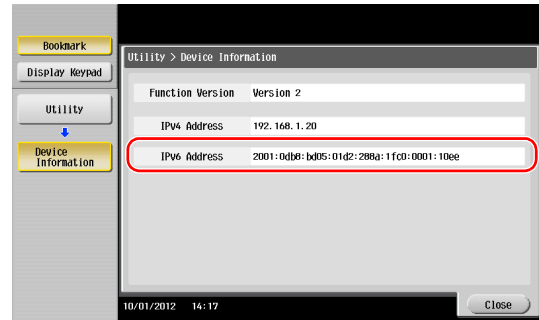 Bookmark
Display Keypad
Utility
Device
Information
Utility > Device Information
Function Version Version 2
IPv4 Address 192.168.1.20
IPv6 Address 2001:0db8:bd05:01d2:288a:1fc0:0001:10ee
10/01/2012 14:17
Close